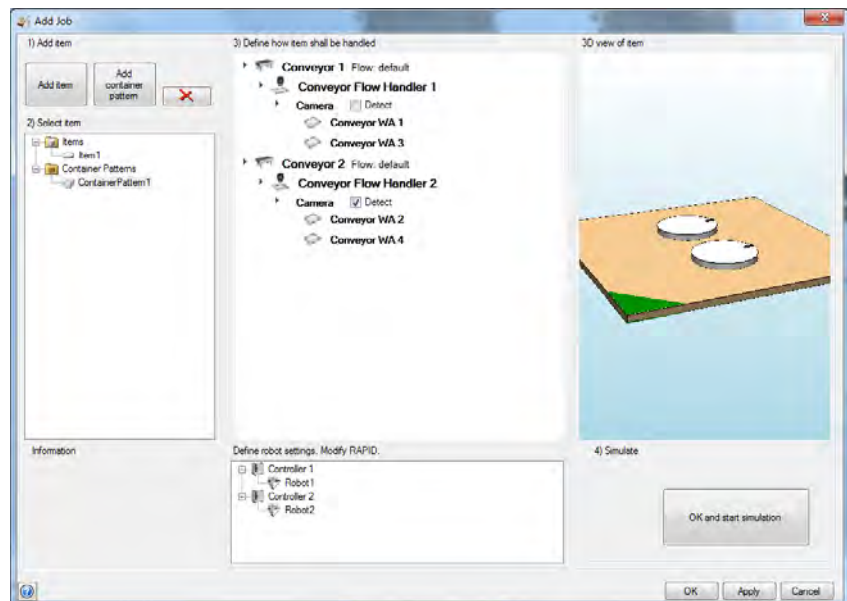 Add Job
1) Add item
Add item
Add
container
pattern
2) Select item
Items
Item1
Container Patterns
ContainerPattern1
3) Define how item shall be handled
Conveyor 1 Flow: default
Conveyor Flow Handler 1
Camera Detect
Conveyor WA 1
Conveyor WA 3
Conveyor 2 Flow: default
Conveyor Flow Handler 2
Camera Detect
Conveyor WA 2
Conveyor WA 4
3D view of item
Information
Define robot settings. Modify RAPID.
Controller 1
Robot1
Controller 2
Robot2
4) Simulate
OK and start simulation
OK
Apply
Cancel